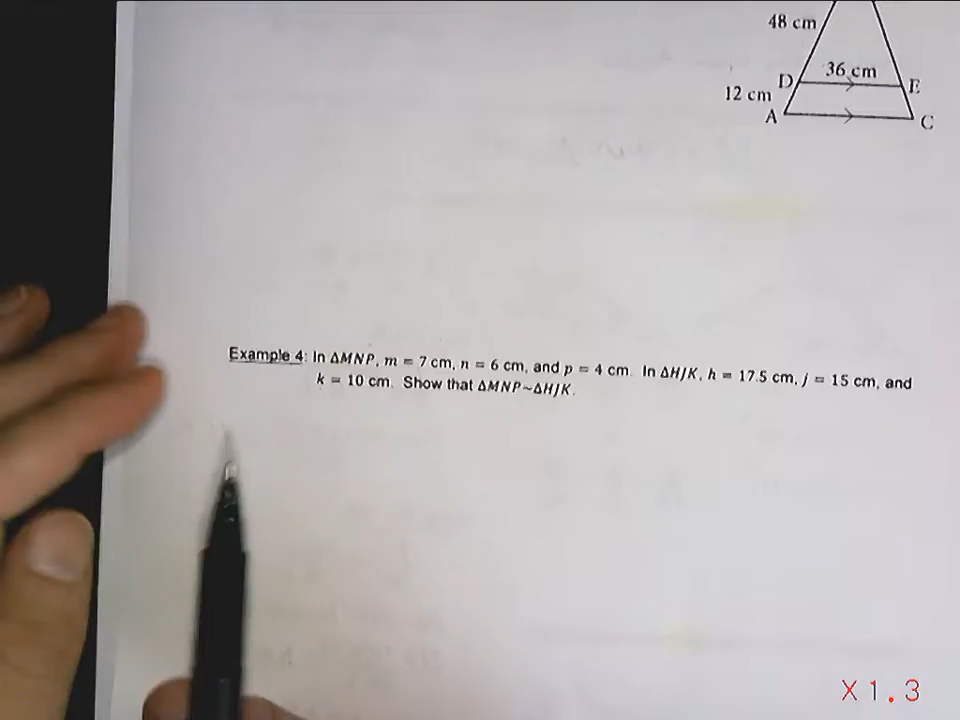 48 cm
D
36 cm
E
12 cm
A
C
Example 4: In ΔMNP, m = 7 cm, n = 6 cm, and p = 4 cm. In ΔHJK, h = 17.5 cm, j = 15 cm, and
k = 10 cm. Show that ΔMNP~ΔHJK.
X1.3